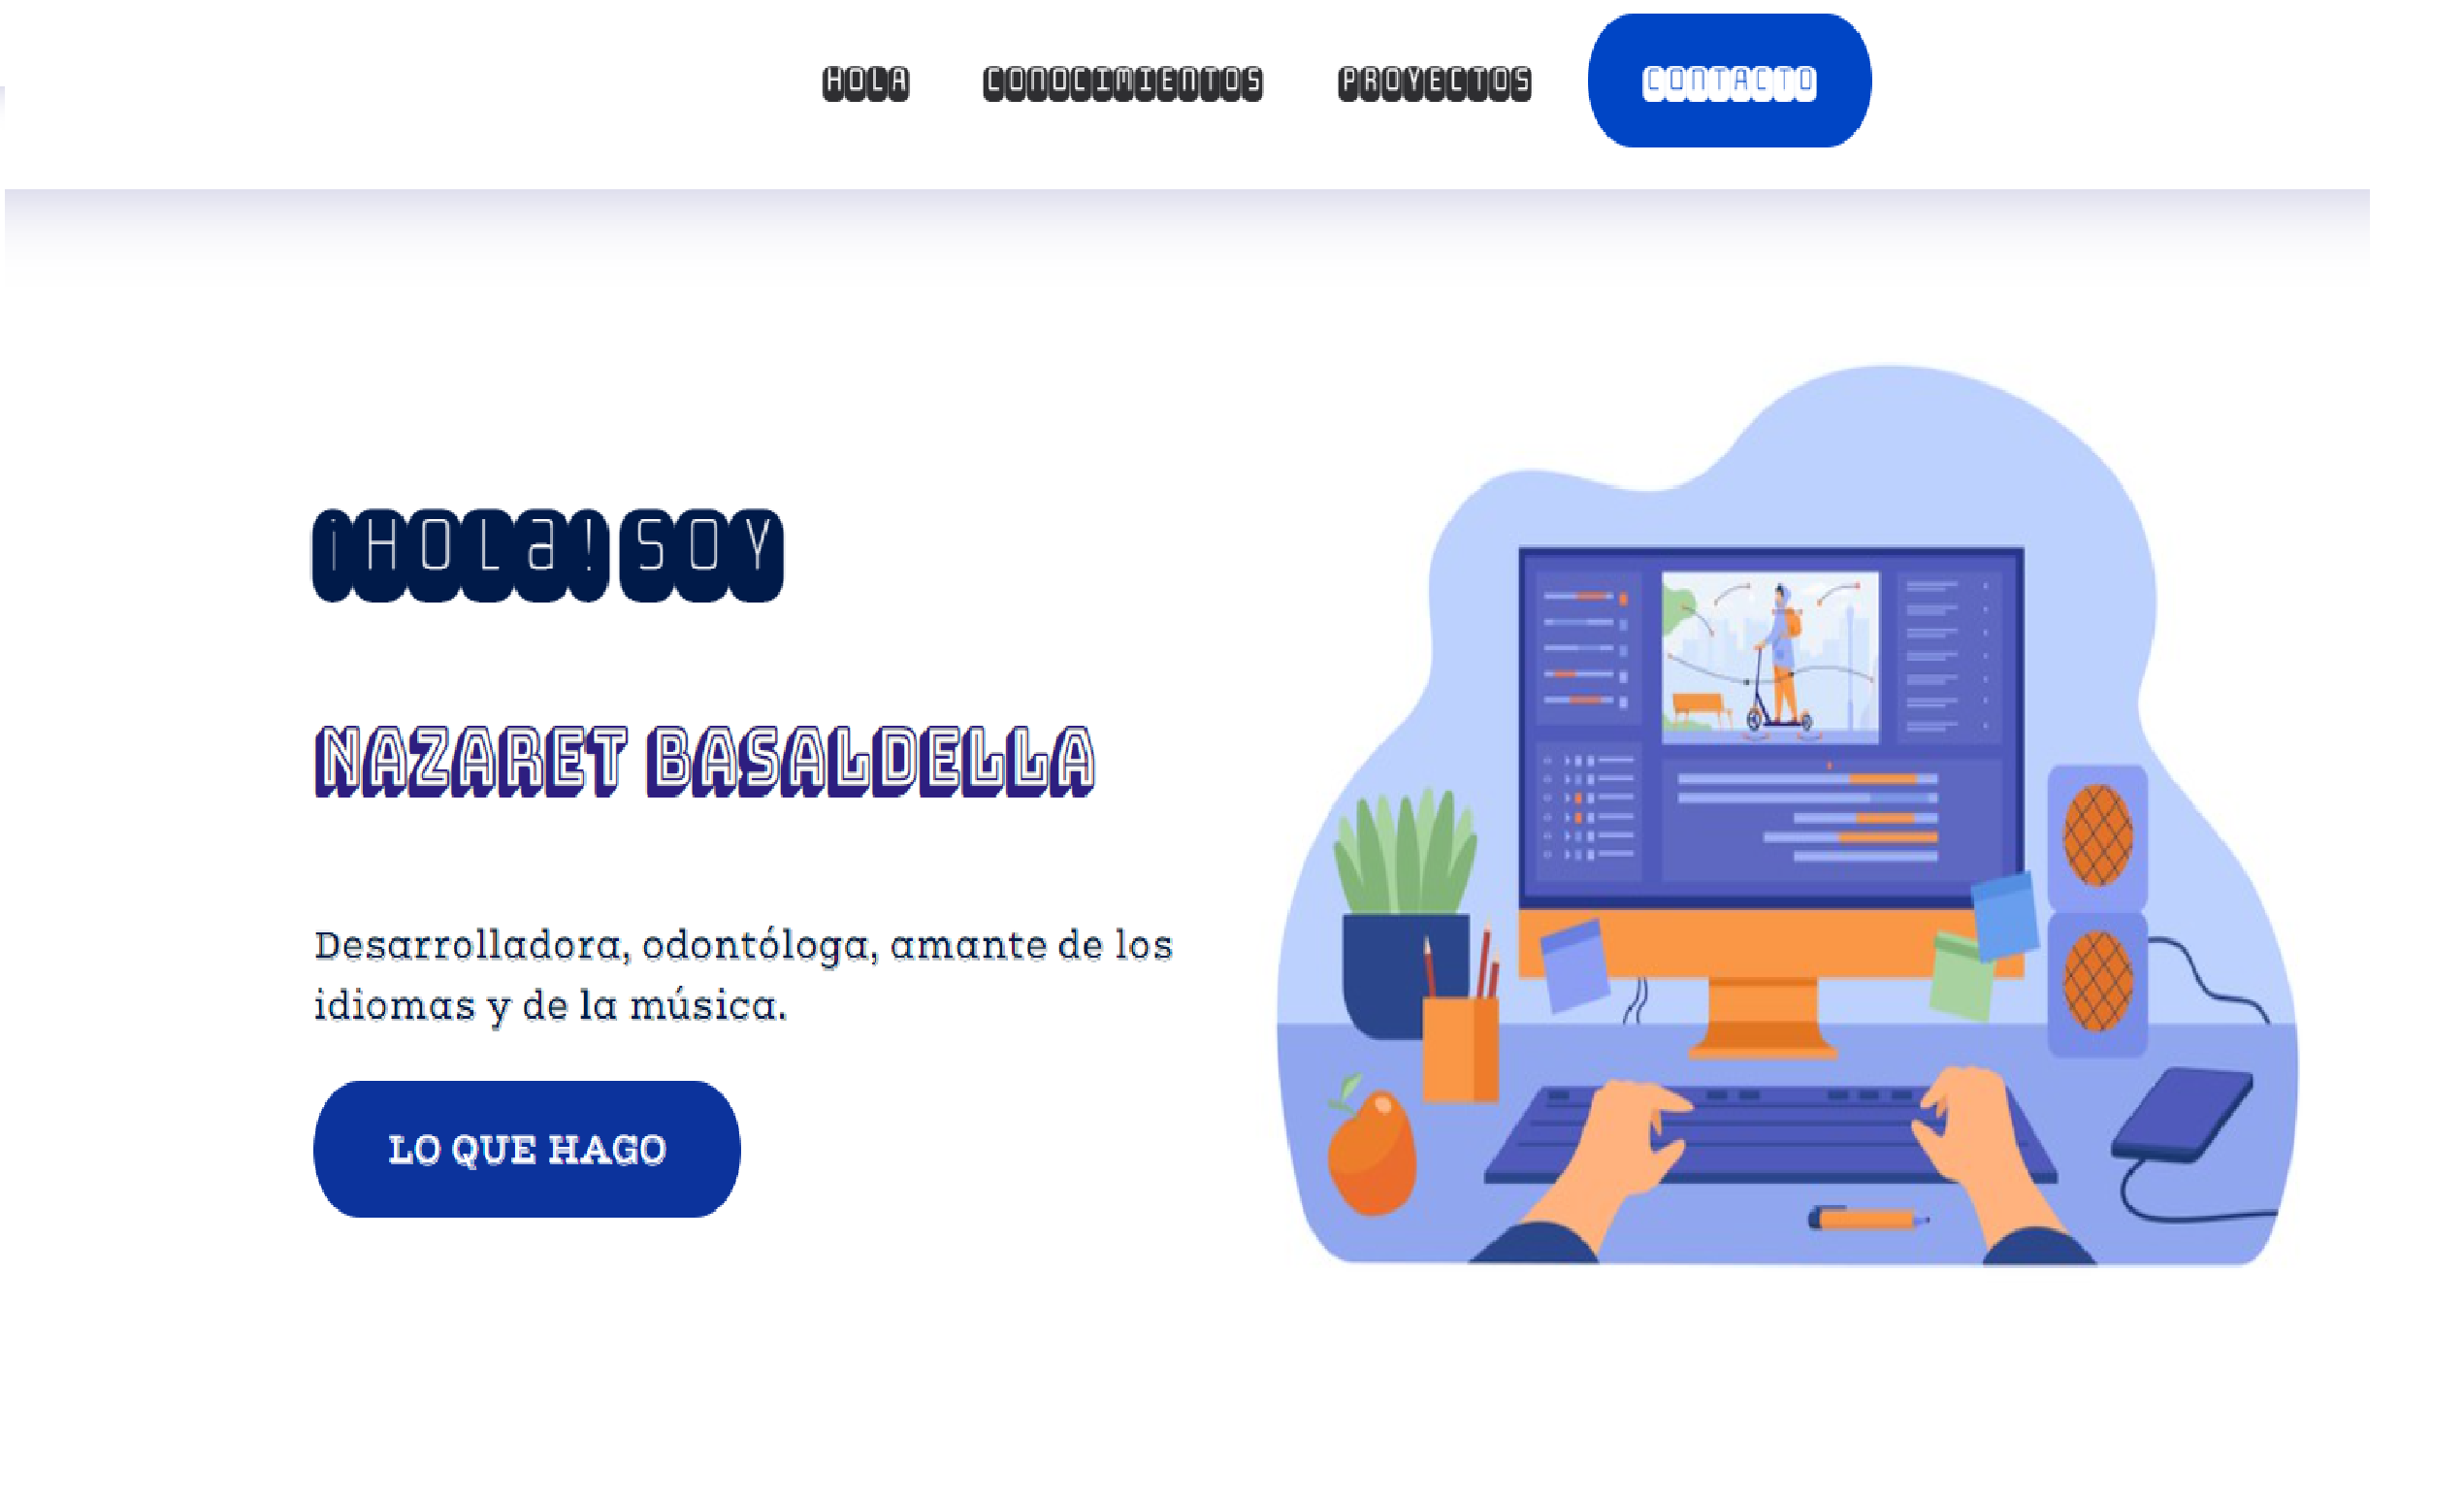 HOLA CONOCIMIENTOS PROYECTOS CONTACTO
¡HOLa! SOY
NAZARET BASALDELLA
Desarrolladora, odontóloga, amante de los
idiomas y de la música.
LO QUE HAGO